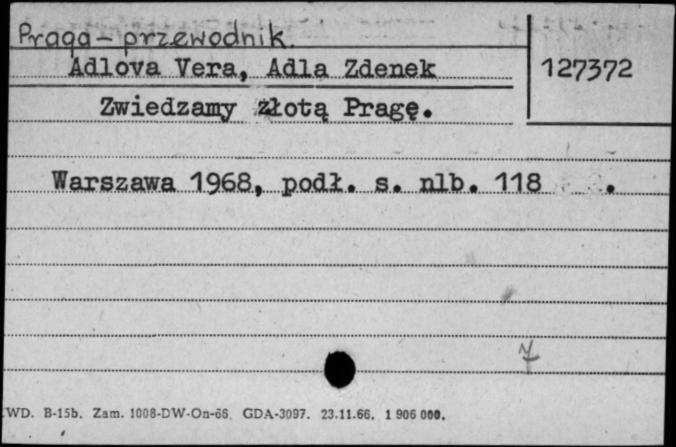 Praga - przewodnik.
Adlova Vera, Adla Zdenek
127372
Zwiedzamy złotą Pragę.
Warszawa 1968, podł. s. nlb. 118 .
7
WD. B-15b. Zam. 1008-DW-On-66. GDA-3097. 23.11.66. 1 906 000.